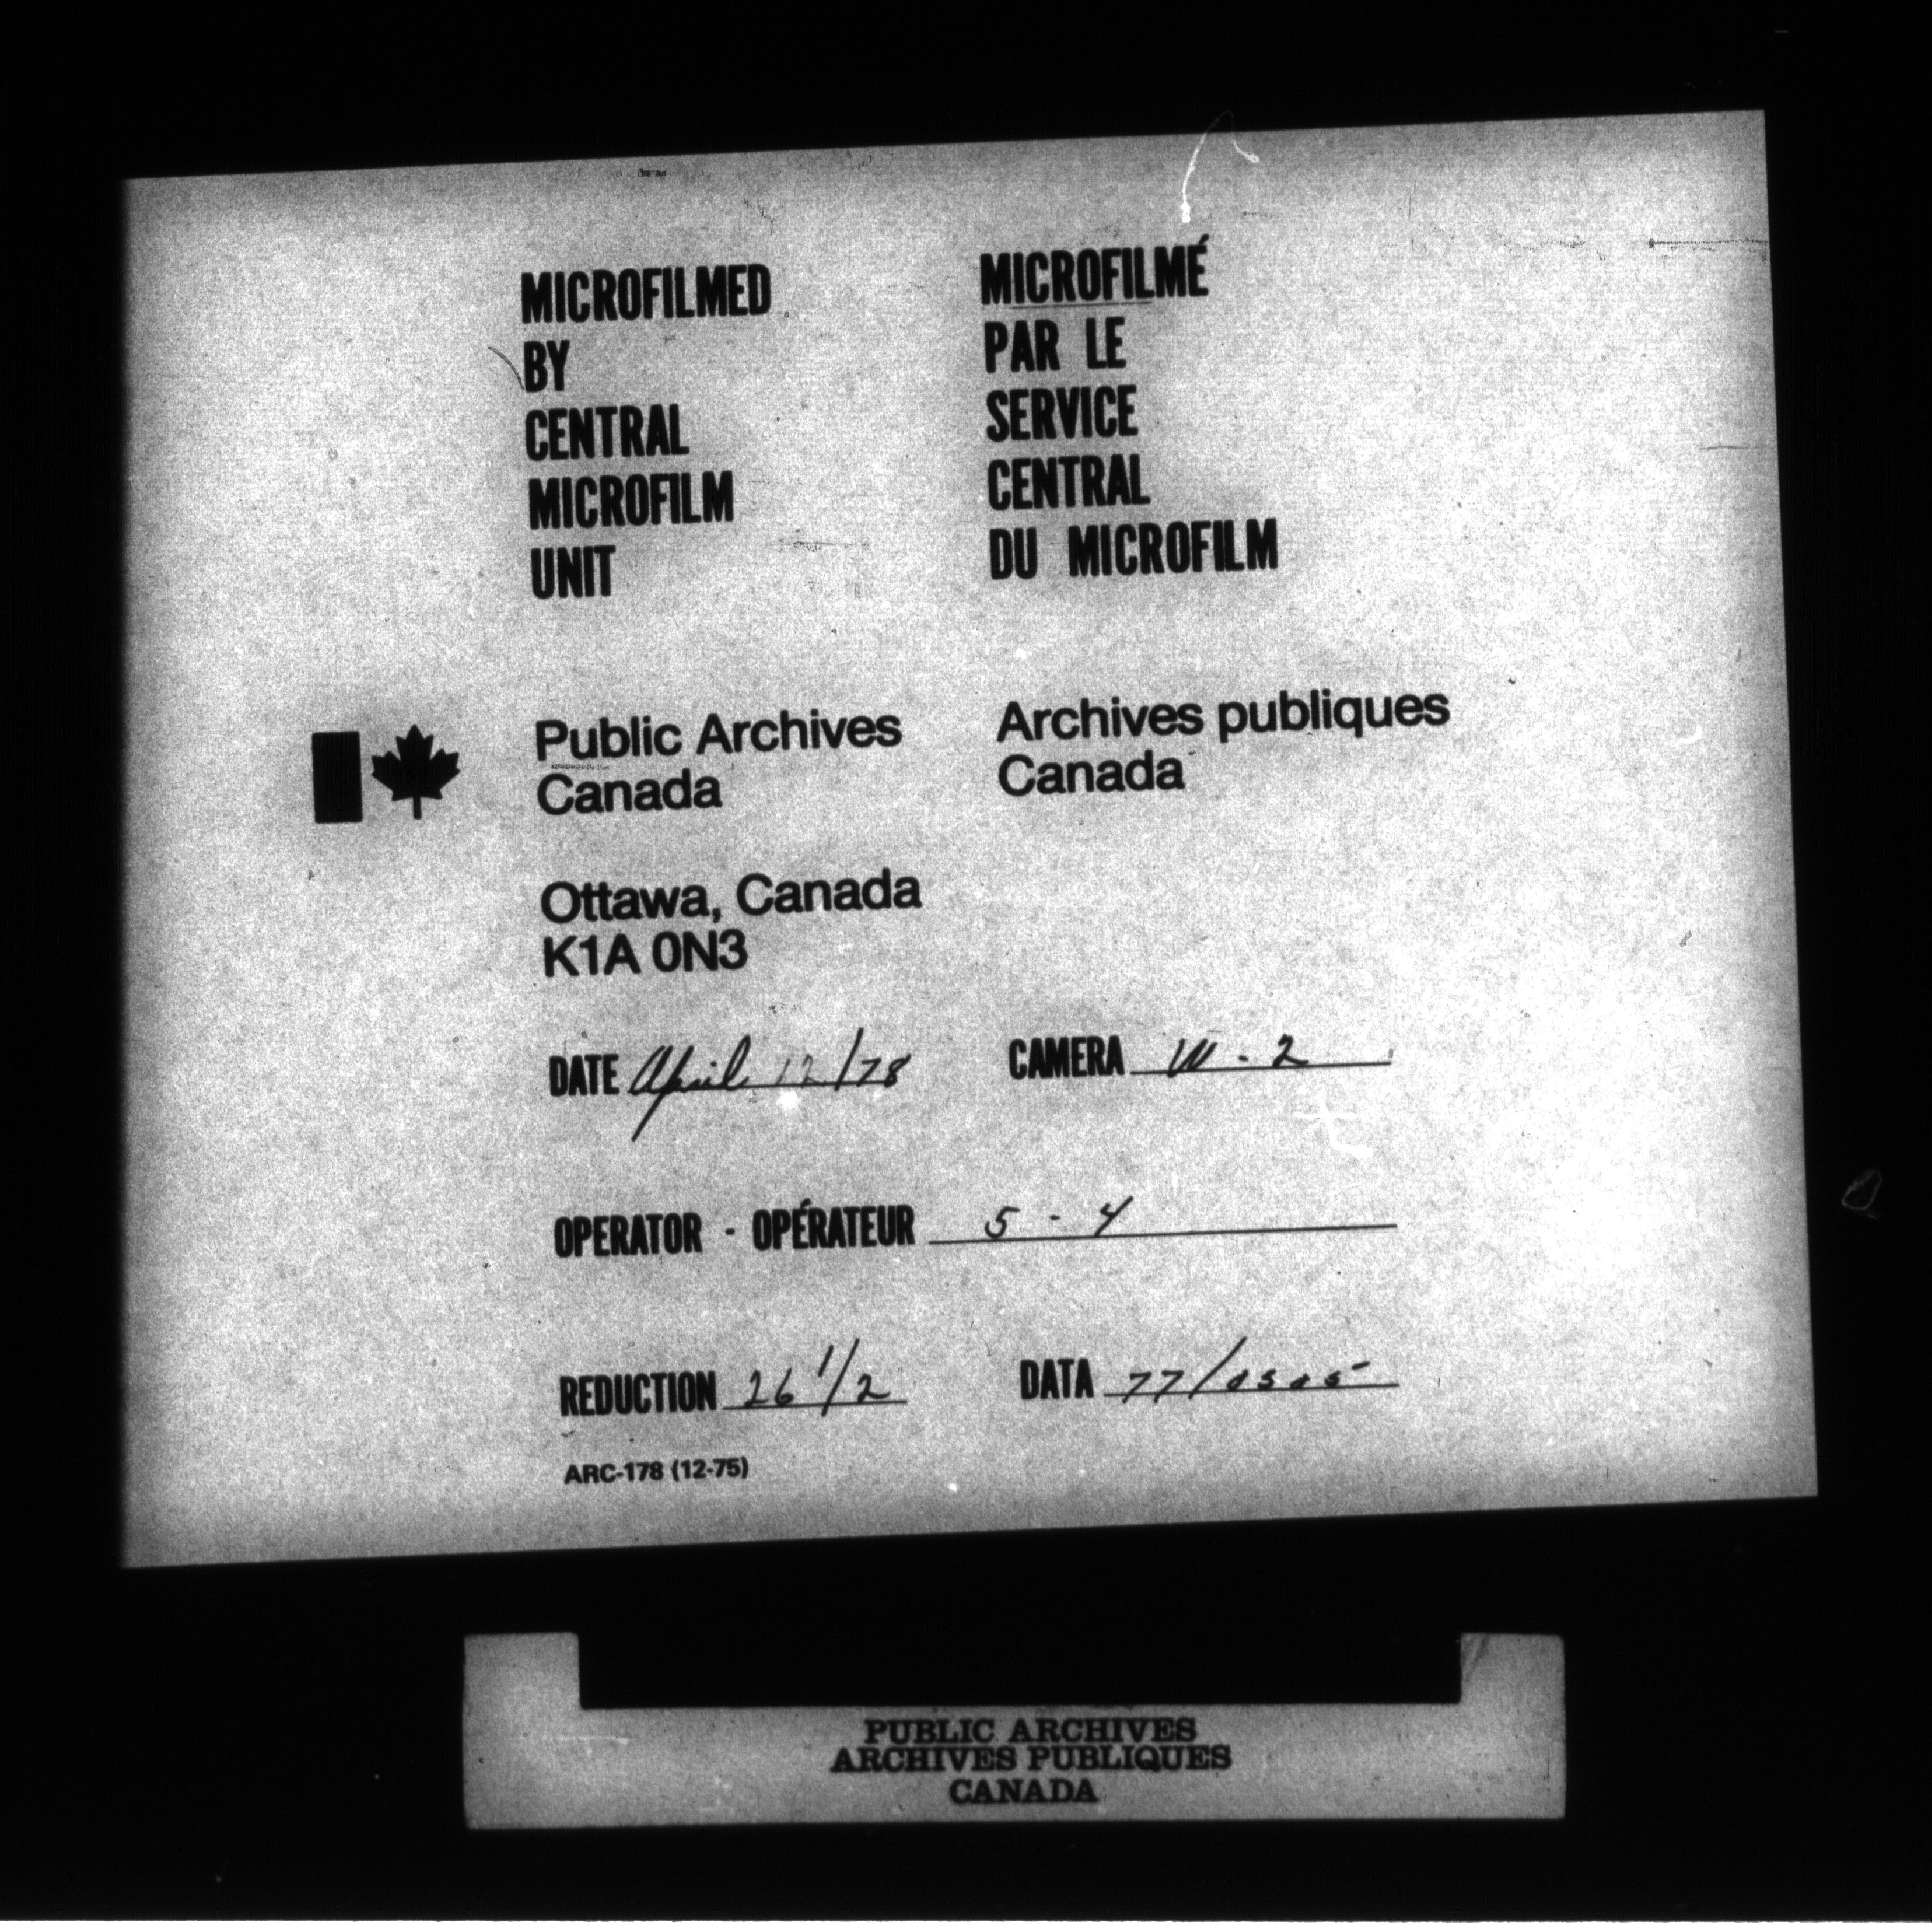 MICROFILMED
BY
CENTRAL
MICROFILM
UNIT
MICROFILMÉ
PAR LE
SERVICE
CENTRAL
DU MICROFILM
Public Archives
Canada
Archives publiques
Canada
Ottawa, Canada
K1A 0N3
DATE April 12/78
CAMERA W-2
OPERATOR - OPÉRATEUR 5-4
REDUCTION 26 1/2
DATA 77/
ARC-178 (12-75)
PUBLIC ARCHIVES
ARCHIVES PUBLIQUES
CANADA